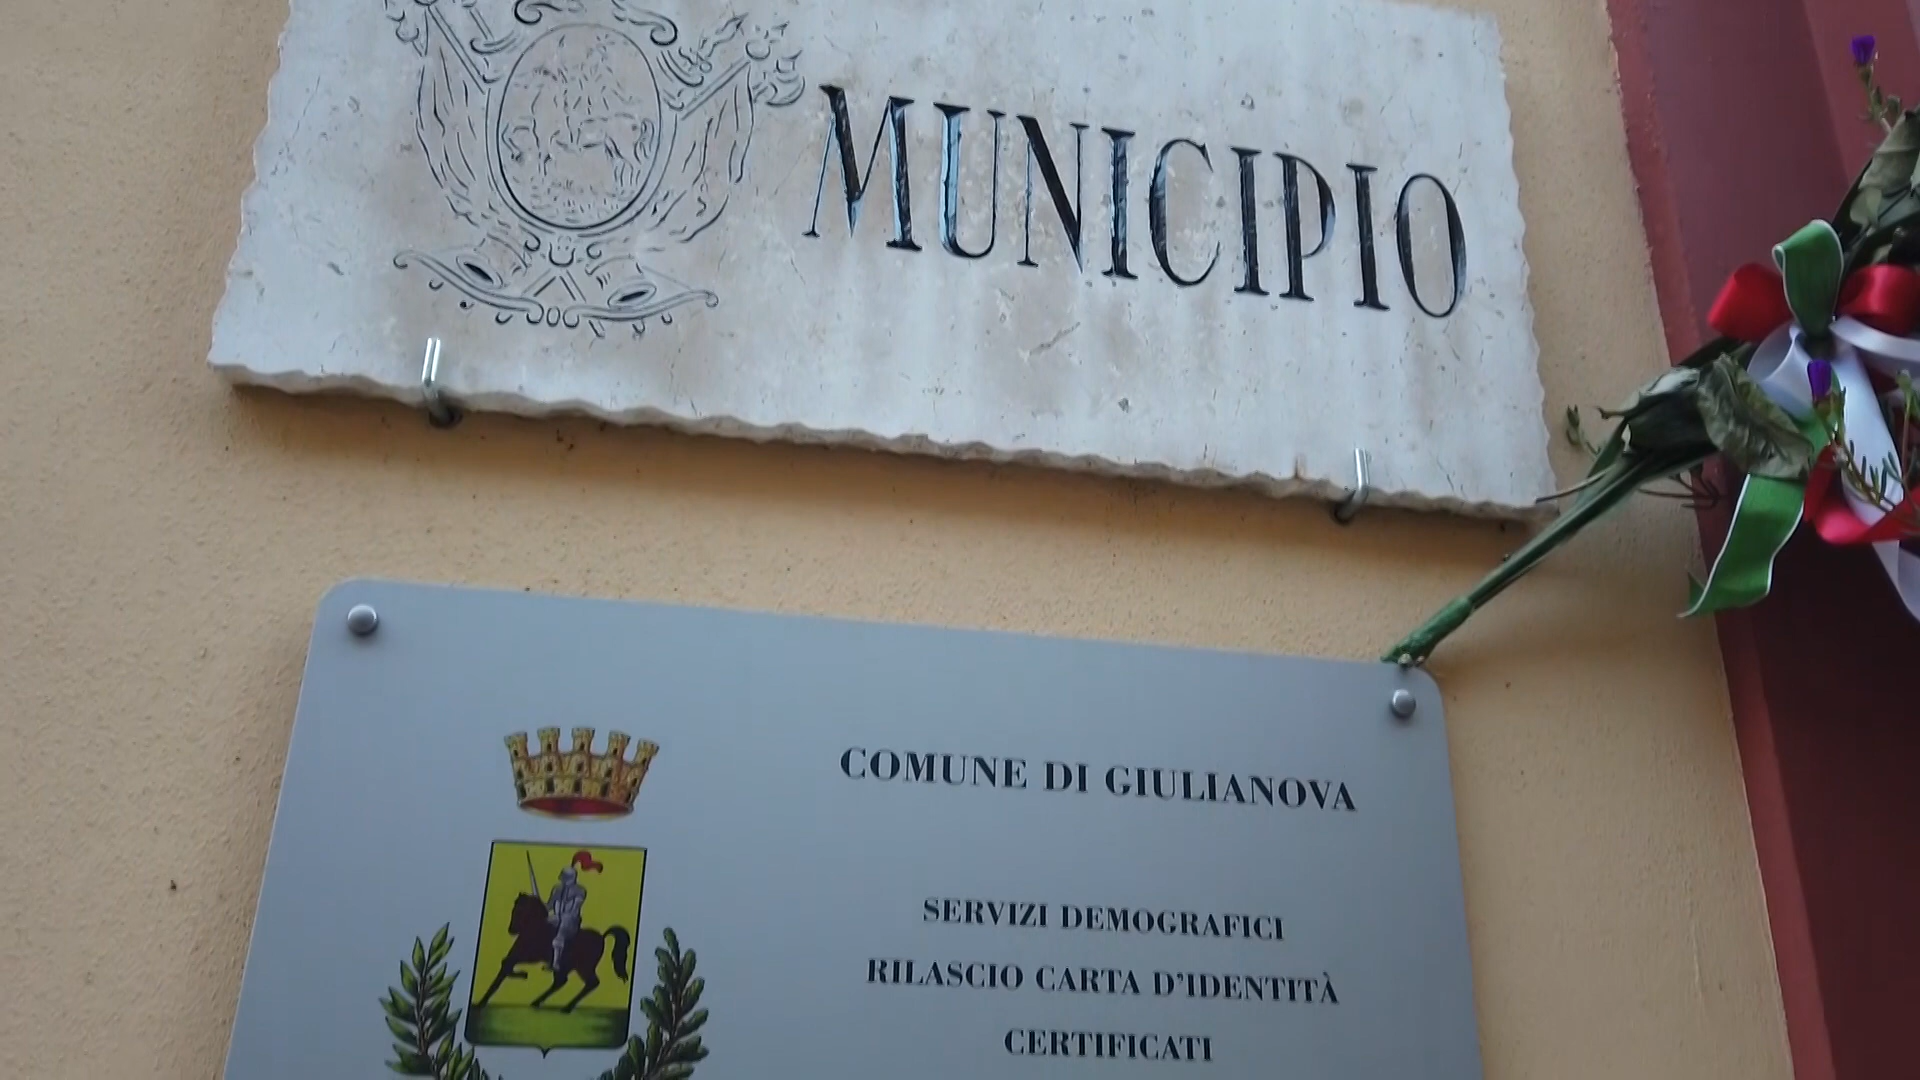 MUNICIPIO
COMUNE DI GIULIANOVA
SERVIZI DEMOGRAFICI
RILASCIO CARTA D'IDENTITÀ
CERTIFICATI